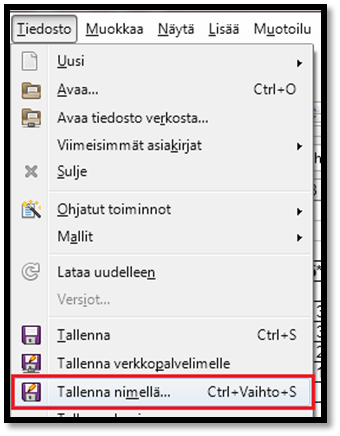 Tiedosto Muokkaa Näytä Lisää Muotoilu
Uusi
Avaa... Ctrl+O
Avaa tiedosto verkosta...
Viimeisimmät asiakirjat
Sulje
Ohjatut toiminnot
Mallit
Lataa uudelleen
Versiot...
Tallenna Ctrl+S
Tallenna verkkopalvelimelle
Tallenna nimellä... Ctrl+Vaihto+S